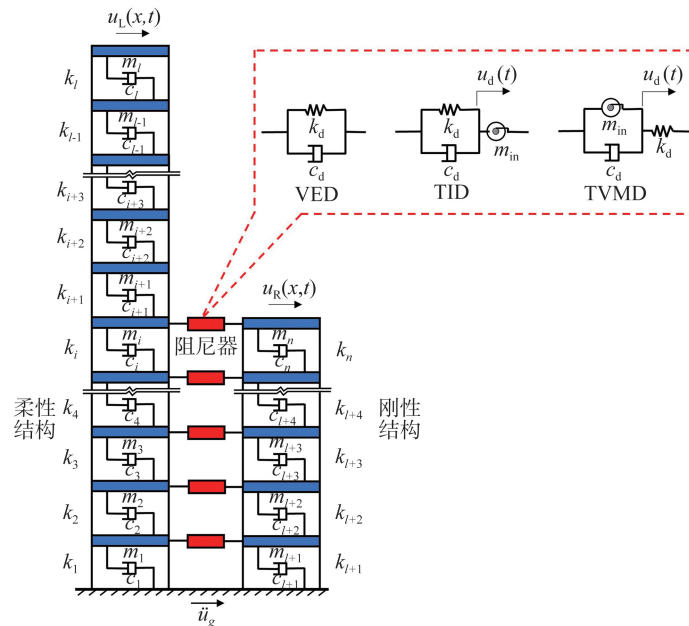 u_L(x,t)
k_l
m_l
c_l
k_{l-1}
m_{l-1}
c_{l-1}
k_{i+3}
c_{i+3}
k_{i+2}
m_{i+2}
c_{i+2}
k_{i+1}
m_{i+1}
c_{i+1}
k_i
m_i
c_i
柔性
结构
k_4
c_4
k_3
m_3
c_3
k_2
m_2
c_2
k_1
m_1
c_1
阻尼器
ü_g
u_R(x,t)
m_n
c_n
k_n
c_{l+4}
k_{l+4}
刚性
结构
m_{l+3}
c_{l+3}
k_{l+3}
m_{l+2}
c_{l+2}
k_{l+2}
m_{l+1}
c_{l+1}
k_{l+1}
k_d
c_d
VED
u_d(t)
k_d
m_in
c_d
TID
u_d(t)
m_in
k_d
c_d
TVMD